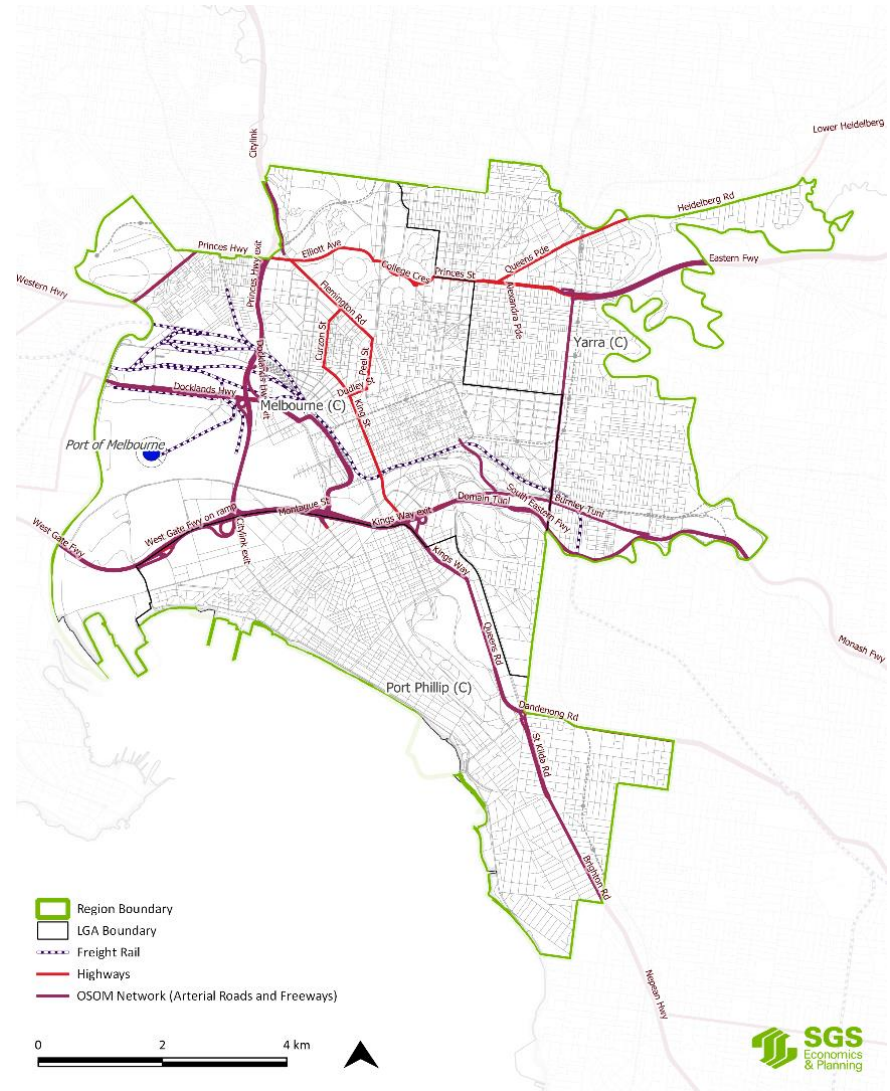 Lower Heidelberg
Citylink
Heidelberg Rd
Princes Hwy
Princes Hwy exit
Elliott Ave
Queens Pde
College Cres
Princes St
Eastern Fwy
Western Hwy
Flemington Rd
Alexandra Pde
Curzon St
Peel St
Yarra (C)
Docklands Hwy
Dudley St
Melbourne (C)
King St
Port of Melbourne
West Gate Fwy
West Gate Fwy on ramp
Montague St
Kings Way exit
Domain Tunl
South Eastern Fwy
Burnley Tunl
Citylink exit
Kings Way
Monash Fwy
Queens Rd
Port Phillip (C)
Dandenong Rd
St Kilda Rd
Brighton Rd
Nepean Hwy
Region Boundary
LGA Boundary
Freight Rail
Highways
OSOM Network (Arterial Roads and Freeways)
0 2 4 km
SGS
Economics
& Planning